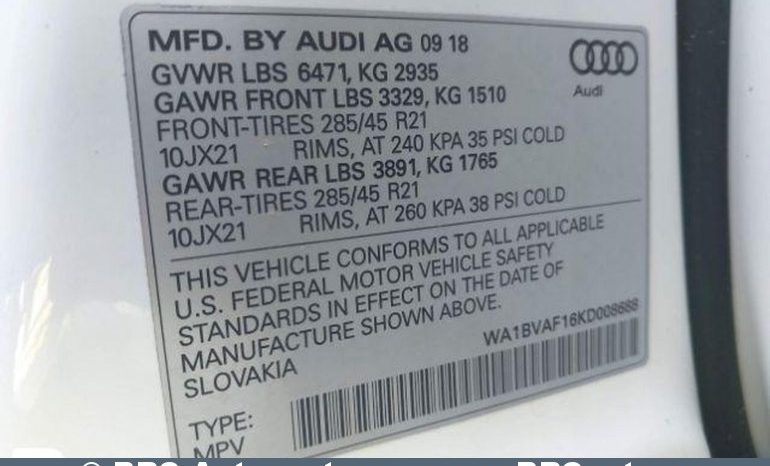 MFD. BY AUDI AG 09 18
Audi
GVWR LBS 6471, KG 2935
GAWR FRONT LBS 3329, KG 1510
FRONT-TIRES 285/45 R21
10JX21 RIMS, AT 240 KPA 35 PSI COLD
GAWR REAR LBS 3891, KG 1765
REAR-TIRES 285/45 R21
10JX21 RIMS, AT 260 KPA 38 PSI COLD
THIS VEHICLE CONFORMS TO ALL APPLICABLE
U.S. FEDERAL MOTOR VEHICLE SAFETY
STANDARDS IN EFFECT ON THE DATE OF
MANUFACTURE SHOWN ABOVE.
SLOVAKIA
WA1BVAF16KD008688
TYPE:
MPV